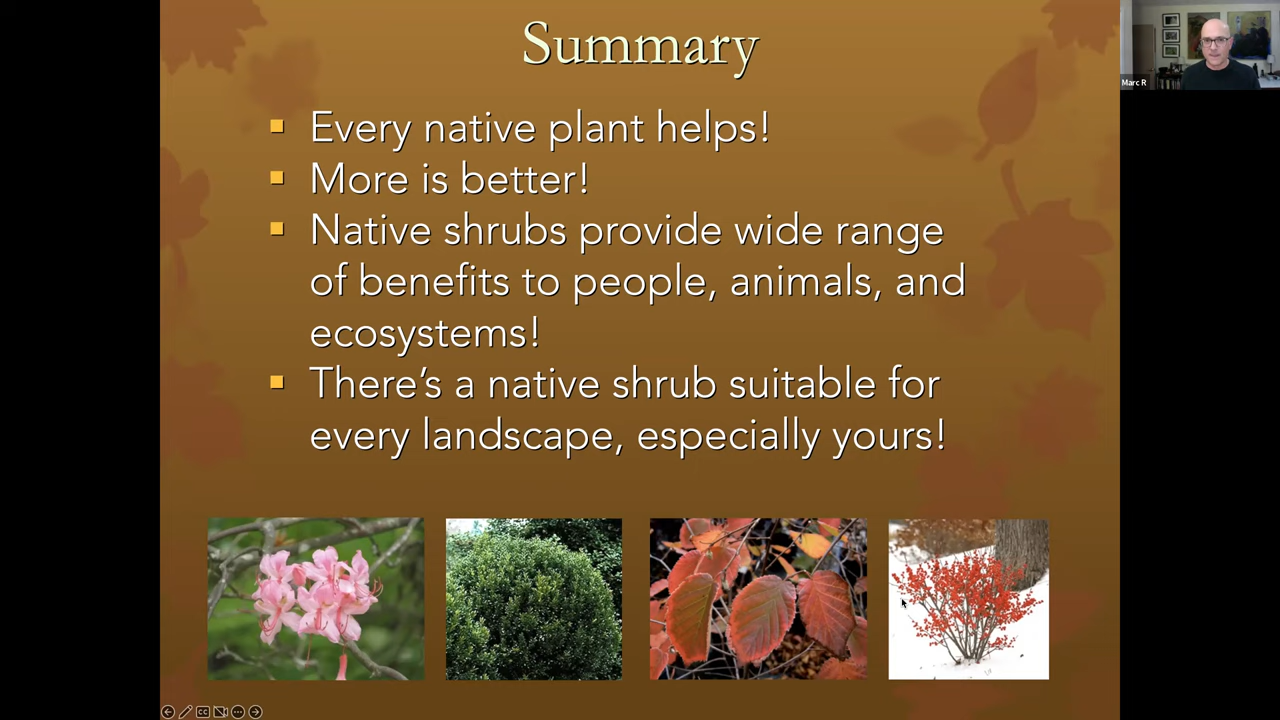 Summary
Every native plant helps!
More is better!
Native shrubs provide wide range
of benefits to people, animals, and
ecosystems!
There's a native shrub suitable for
every landscape, especially yours!
Marc R
CC